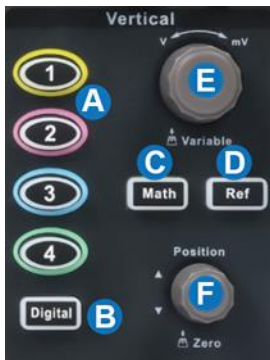 Vertical
V mV
1
A
E
2
Variable
C D
3
Math Ref
4
Position
Digital B
F
Zero